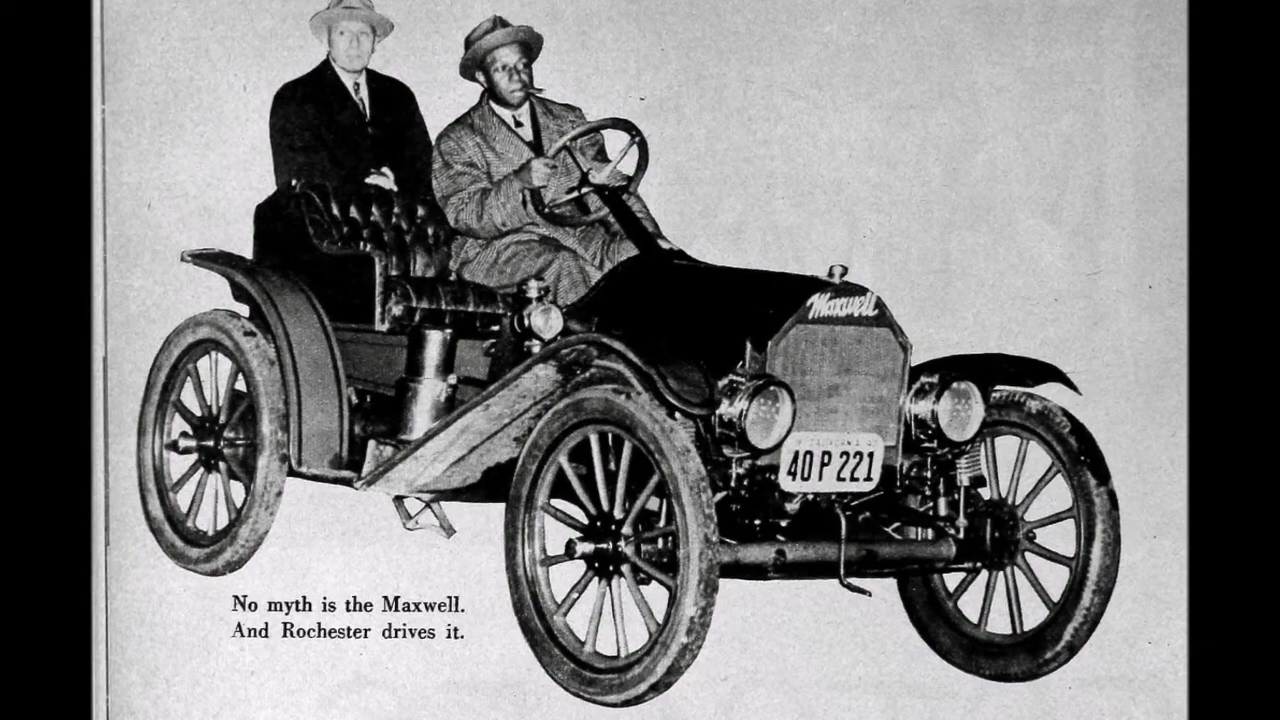 Maxwell
40 P 221
No myth is the Maxwell.
And Rochester drives it.